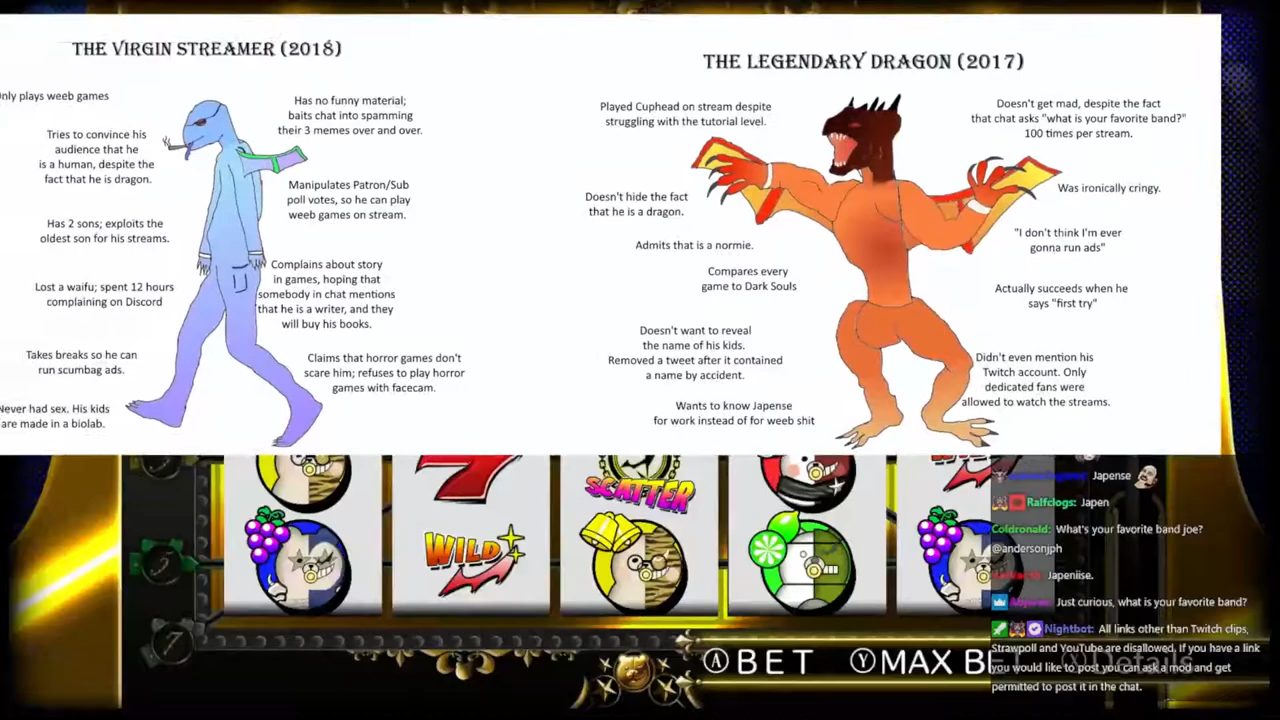 THE VIRGIN STREAMER (2018)
THE LEGENDARY DRAGON (2017)
Only plays weeb games
Has no funny material;
baits chat into spamming
their 3 memes over and over.
Tries to convince his
audience that he
is a human, despite the
fact that he is dragon.
Manipulates Patron/Sub
poll votes, so he can play
weeb games on stream.
Has 2 sons; exploits the
oldest son for his streams.
Complains about story
in games, hoping that
somebody in chat mentions
that he is a writer, and they
will buy his books.
Lost a waifu; spent 12 hours
complaining on Discord
Takes breaks so he can
run scumbag ads.
Claims that horror games don't
scare him; refuses to play horror
games with facecam.
Never had sex. His kids
are made in a biolab.
Played Cuphead on stream despite
struggling with the tutorial level.
Doesn't get mad, despite the fact
that chat asks "what is your favorite band?"
100 times per stream.
Doesn't hide the fact
that he is a dragon.
Was ironically cringy.
Admits that is a normie.
"I don't think I'm ever
gonna run ads"
Compares every
game to Dark Souls
Actually succeeds when he
says "first try"
Doesn't want to reveal
the name of his kids.
Removed a tweet after it contained
a name by accident.
Didn't even mention his
Twitch account. Only
dedicated fans were
allowed to watch the streams.
Wants to know Japense
for work instead of for weeb shit
SCATTER
WILD
7
Japense
Ralfclogs: Japen
Coldronald: What's your favorite band joe?
@andersonjph
Japeniise.
Just curious, what is your favorite band?
Nightbot: All links other than Twitch clips,
Strawpoll and YouTube are disallowed. If you have a link
you would like to post you can ask a mod and get
permitted to post it in the chat.
A BET
Y MAX BET
X Details